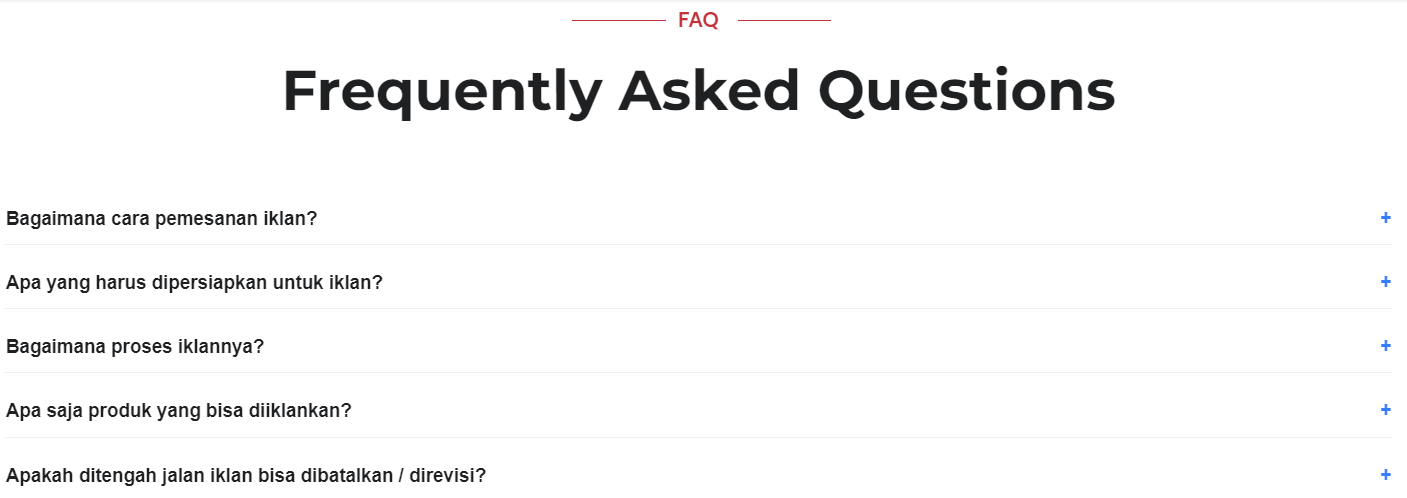 FAQ
Frequently Asked Questions
Bagaimana cara pemesanan iklan? +
Apa yang harus dipersiapkan untuk iklan? +
Bagaimana proses iklannya? +
Apa saja produk yang bisa diiklankan? +
Apakah ditengah jalan iklan bisa dibatalkan / direvisi? +